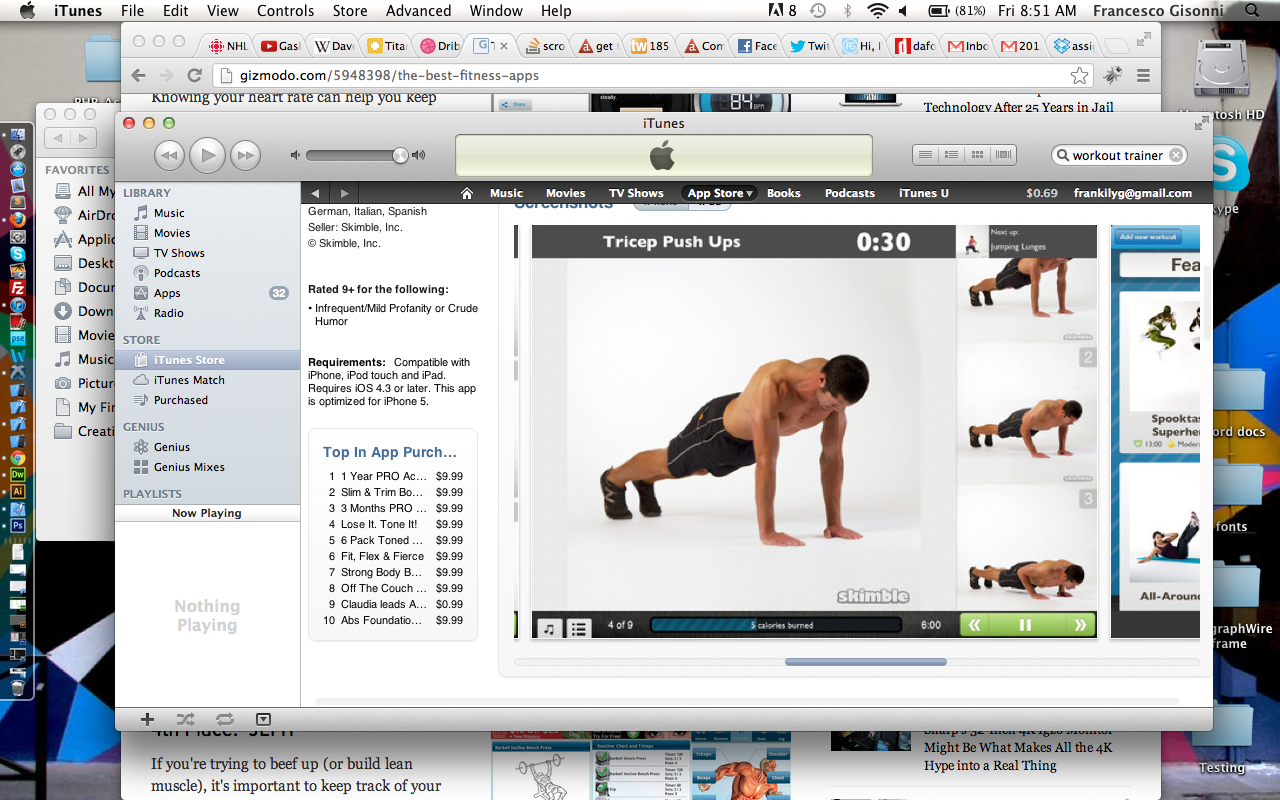 iTunes File Edit View Controls Store Advanced Window Help
8 (81%) Fri 8:51 AM Francesco Gisonni
NHL Gasl W Dav Titai Drib T scro get 185 Con Face Twit Hi, I dafo Inbo 201 assig
gizmodo.com/5948398/the-best-fitness-apps
Knowing your heart rate can help you keep
Technology After 25 Years in Jail
iTunes
workout trainer
FAVORITES
All My
AirDro
Applic
Deskt
Docu
Down
Movie
Music
Pictur
My Fir
Creati
LIBRARY
Music
Movies
TV Shows
Podcasts
Apps 32
Radio
STORE
iTunes Store
iTunes Match
Purchased
GENIUS
Genius
Genius Mixes
PLAYLISTS
Now Playing
Nothing
Playing
Music Movies TV Shows App Store Books Podcasts iTunes U $0.69 frankilyg@gmail.com
German, Italian, Spanish
Seller: Skimble, Inc.
© Skimble, Inc.
Rated 9+ for the following:
• Infrequent/Mild Profanity or Crude
Humor
Requirements: Compatible with
iPhone, iPod touch and iPad.
Requires iOS 4.3 or later. This app
is optimized for iPhone 5.
Top In App Purch...
1 1 Year PRO Ac... $9.99
2 Slim & Trim Bo... $9.99
3 3 Months PRO ... $9.99
4 Lose It. Tone It! $9.99
5 6 Pack Toned ... $9.99
6 Fit, Flex & Fierce $9.99
7 Strong Body B... $9.99
8 Off The Couch ... $9.99
9 Claudia leads A... $0.99
10 Abs Foundatio... $9.99
Screenshots
Tricep Push Ups 0:30
Next up:
Jumping Lunges
skimble
2
skimble
3
skimble
4 of 9 5 calories burned 6:00
Add new workout
Fea
Spooktas
Superher
13:00 Modera
All-Aroun
Macintosh HD
kype
ord docs
fonts
graphWire
frame
Testing
4th Place: JEFIT
If you're trying to beef up (or build lean
muscle), it's important to keep track of your
Sharp's 32-Inch 4K Igzo Monitor
Might Be What Makes All the 4K
Hype into a Real Thing